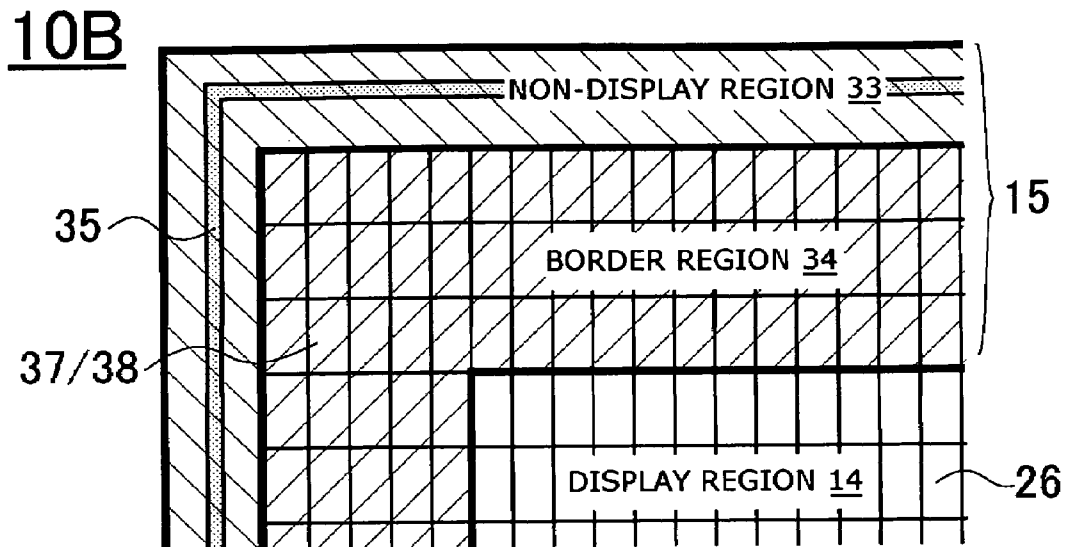 10B
NON-DISPLAY REGION 33
15
35
BORDER REGION 34
37/38
DISPLAY REGION 14
26